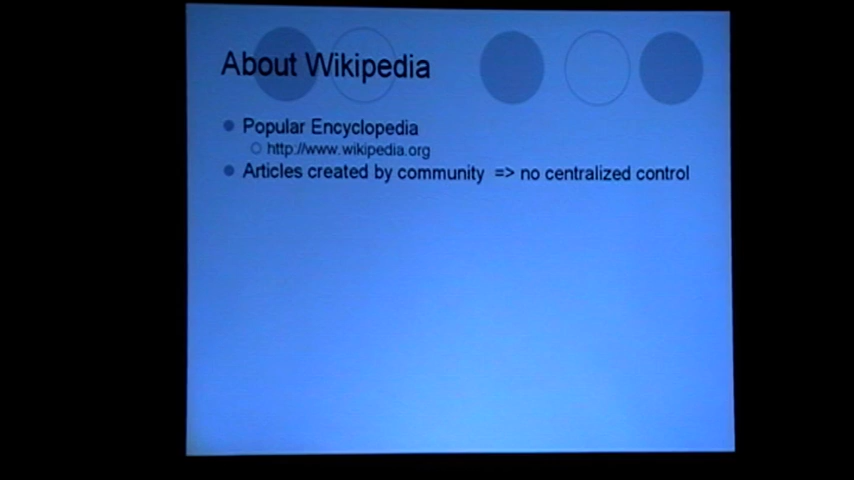 About Wikipedia
Popular Encyclopedia
http://www.wikipedia.org
Articles created by community => no centralized control